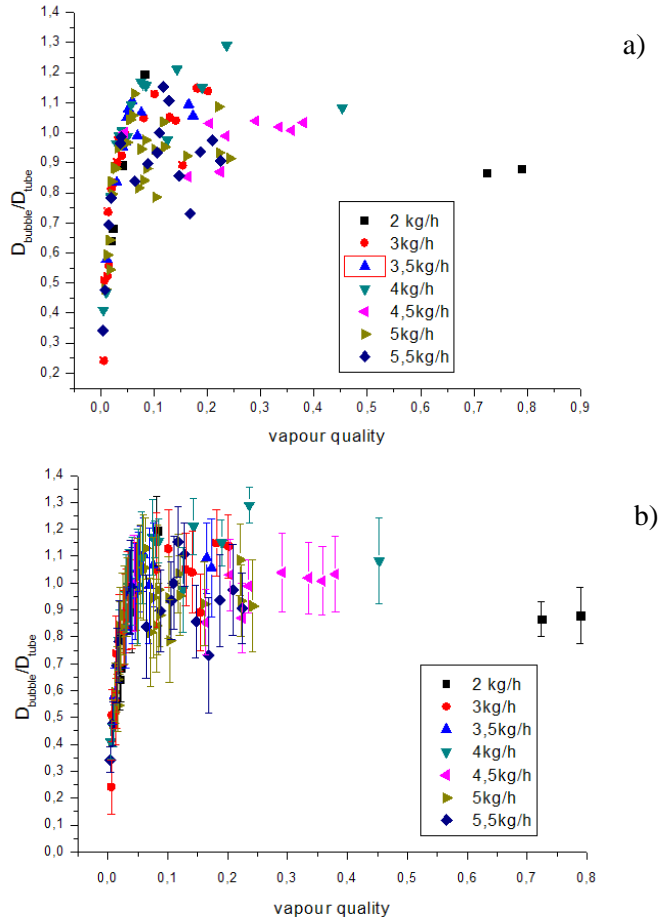 a)
1,4
1,3
1,2
1,1
1,0
0,9
0,8
0,7
0,6
0,5
0,4
0,3
0,2
D_bubble/D_tube
2 kg/h
3kg/h
3,5kg/h
4kg/h
4,5kg/h
5kg/h
5,5kg/h
0,0 0,1 0,2 0,3 0,4 0,5 0,6 0,7 0,8 0,9
vapour quality
b)
1,4
1,3
1,2
1,1
1,0
0,9
0,8
0,7
0,6
0,5
0,4
0,3
0,2
0,1
0,0
D_bubble/D_tube
2 kg/h
3kg/h
3,5kg/h
4kg/h
4,5kg/h
5kg/h
5,5kg/h
0,0 0,1 0,2 0,3 0,4 0,5 0,6 0,7 0,8
vapour quality